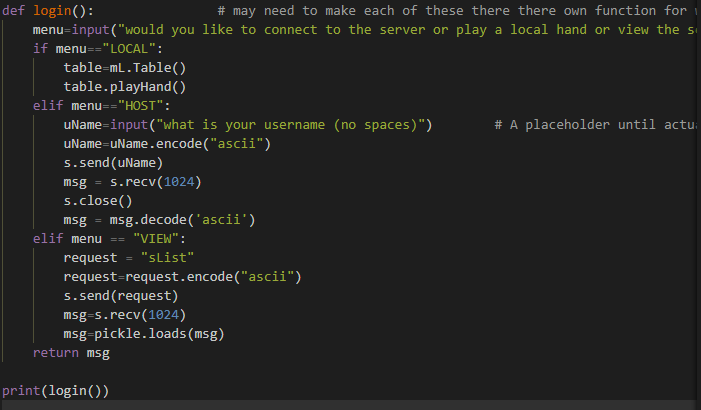 def login():                # may need to make each of these there there own function for
    menu=input("would you like to connect to the server or play a local hand or view the
    if menu=="LOCAL":
        table=mL.Table()
        table.playHand()
    elif menu=="HOST":
        uName=input("what is your username (no spaces)")        # A placeholder until
        uName=uName.encode("ascii")
        s.send(uName)
        msg = s.recv(1024)
        s.close()
        msg = msg.decode('ascii')
    elif menu == "VIEW":
        request = "sList"
        request=request.encode("ascii")
        s.send(request)
        msg=s.recv(1024)
        msg=pickle.loads(msg)
    return msg
print(login())